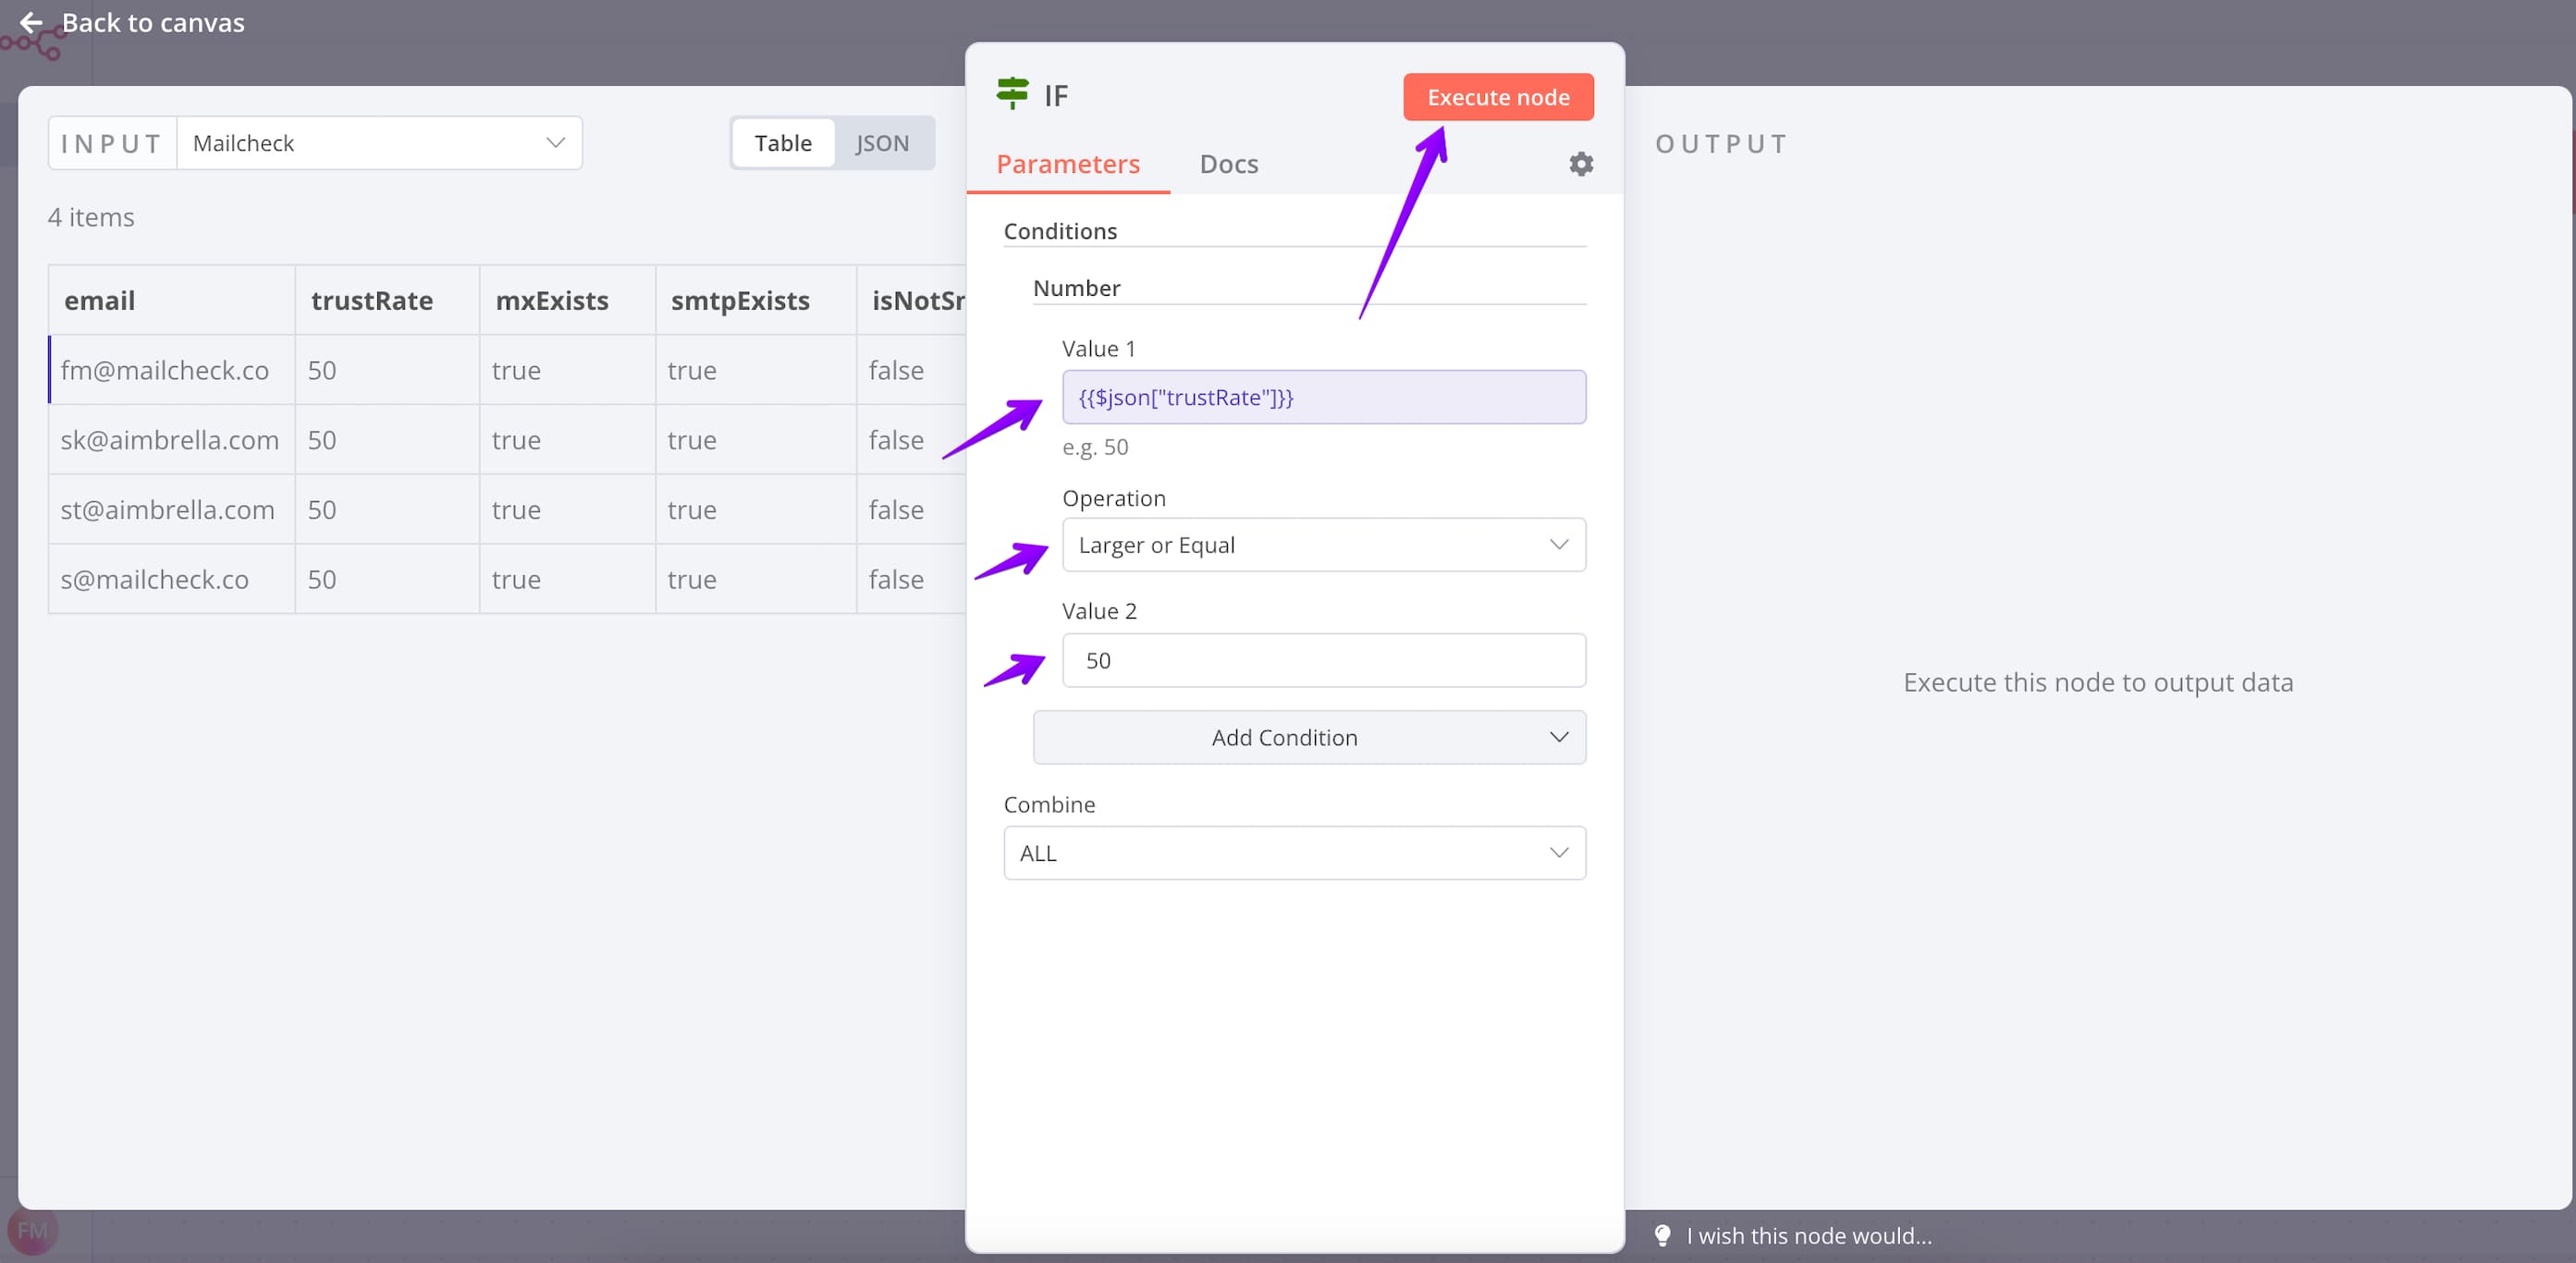 Back to canvas
INPUT Mailcheck
Table JSON
4 items
email trustRate mxExists smtpExists isNotSr
fm@mailcheck.co 50 true true false
sk@aimbrella.com 50 true true false
st@aimbrella.com 50 true true false
s@mailcheck.co 50 true true false
IF
Execute node
Parameters Docs
Conditions
Number
Value 1
{{$json["trustRate"]}}
e.g. 50
Operation
Larger or Equal
Value 2
50
Add Condition
Combine
ALL
OUTPUT
Execute this node to output data
FM
I wish this node would...